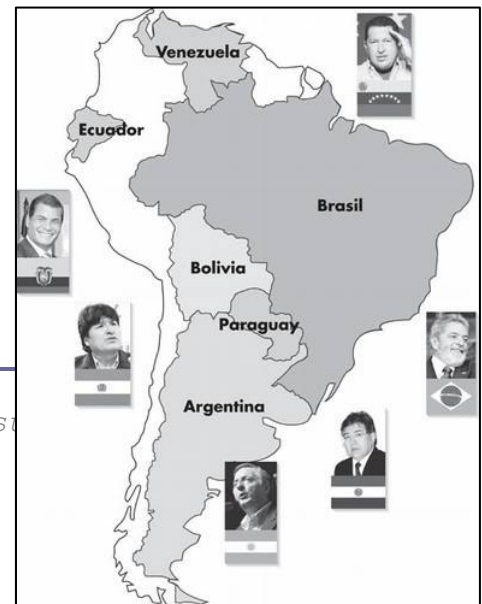 Venezuela
Ecuador
Brasil
Bolivia
Paraguay
Argentina